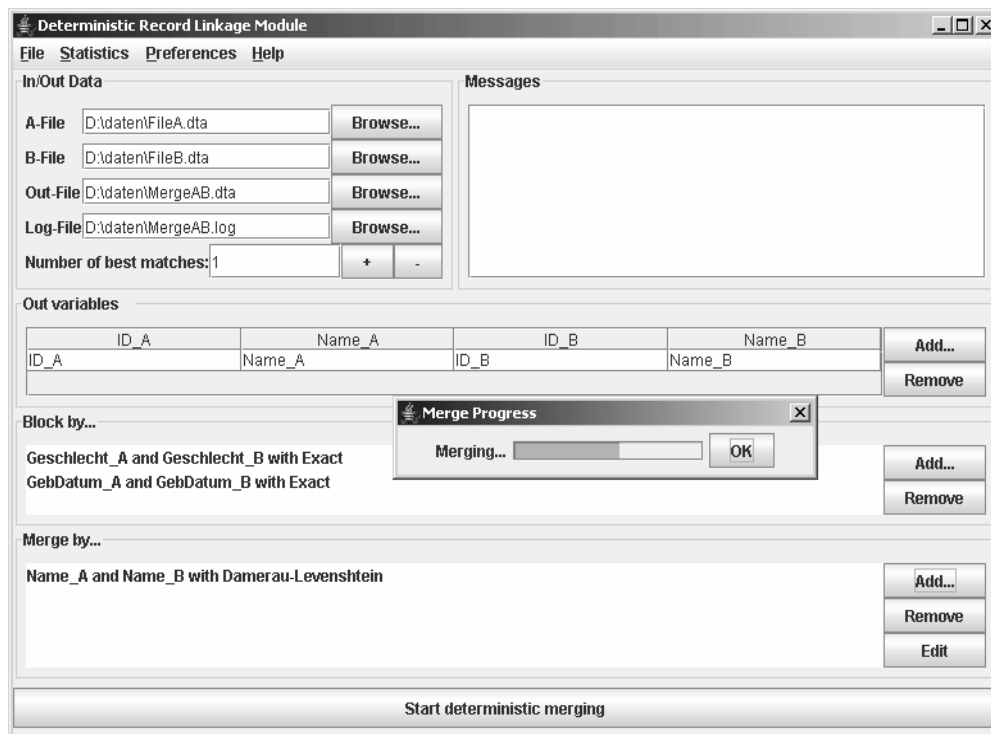 Deterministic Record Linkage Module
File Statistics Preferences Help
In/Out Data
A-File D:\daten\FileA.dta Browse...
B-File D:\daten\FileB.dta Browse...
Out-File D:\daten\MergeAB.dta Browse...
Log-File D:\daten\MergeAB.log Browse...
Number of best matches: 1 + -
Messages
Out variables
ID_A Name_A ID_B Name_B
ID_A Name_A ID_B Name_B
Add...
Remove
Merge Progress
Merging... OK
Block by...
Geschlecht_A and Geschlecht_B with Exact
GebDatum_A and GebDatum_B with Exact
Add...
Remove
Merge by...
Name_A and Name_B with Damerau-Levenshtein
Add...
Remove
Edit
Start deterministic merging